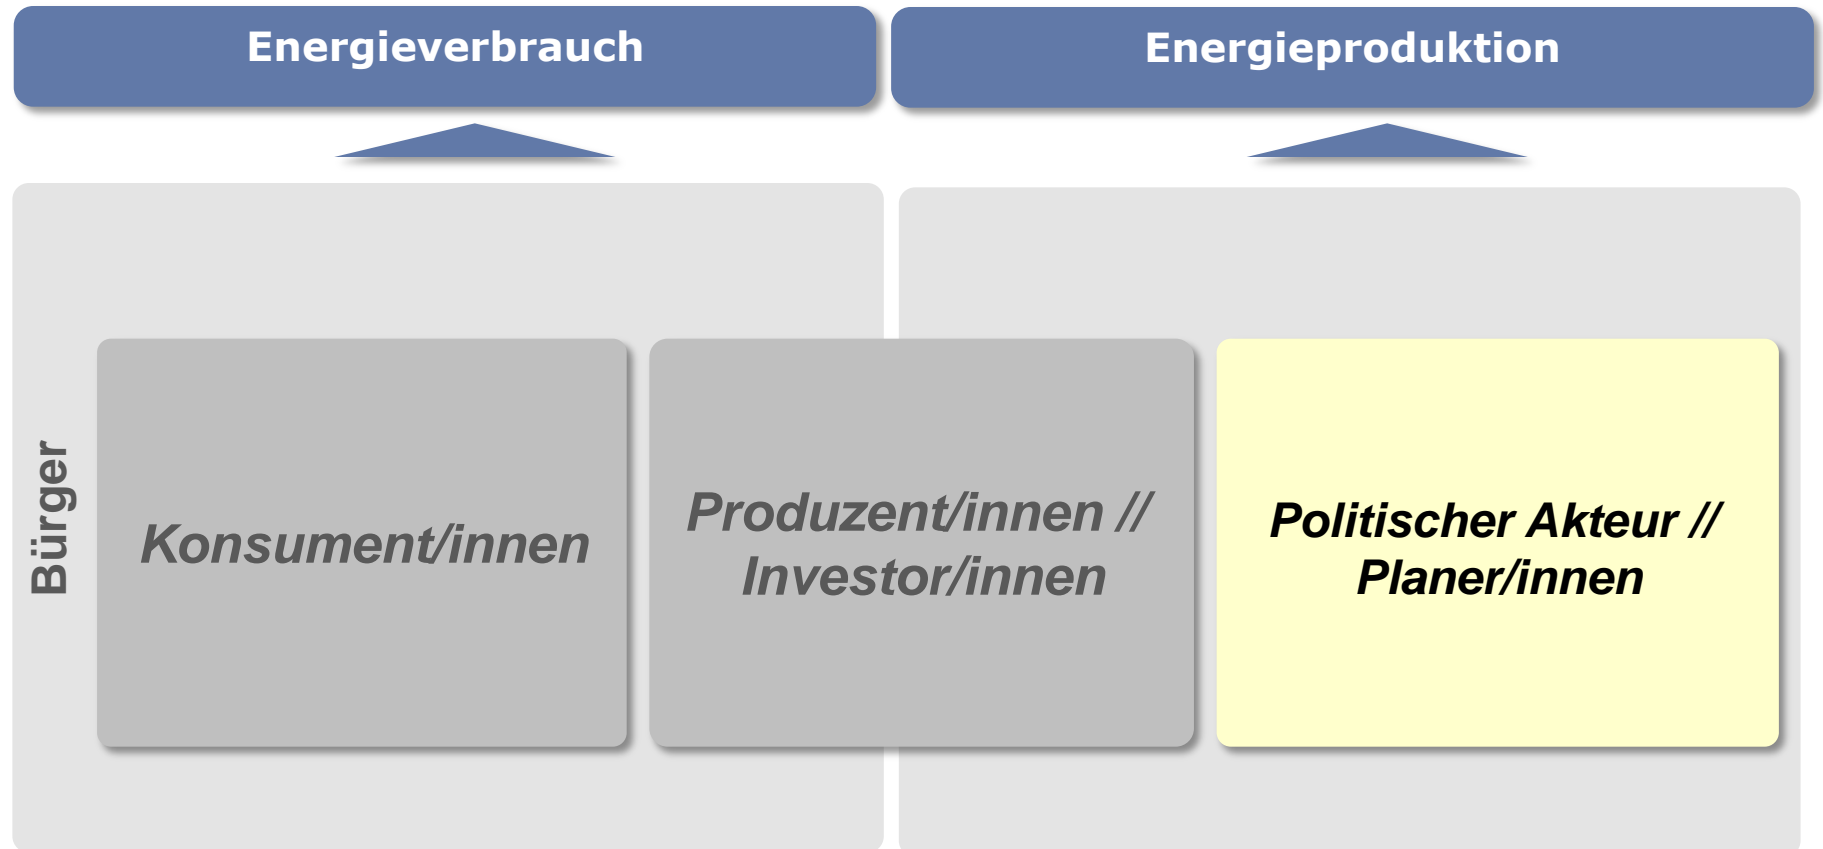 Energieverbrauch
Energieproduktion
Bürger
Konsument/innen
Produzent/innen //
Investor/innen
Politischer Akteur //
Planer/innen